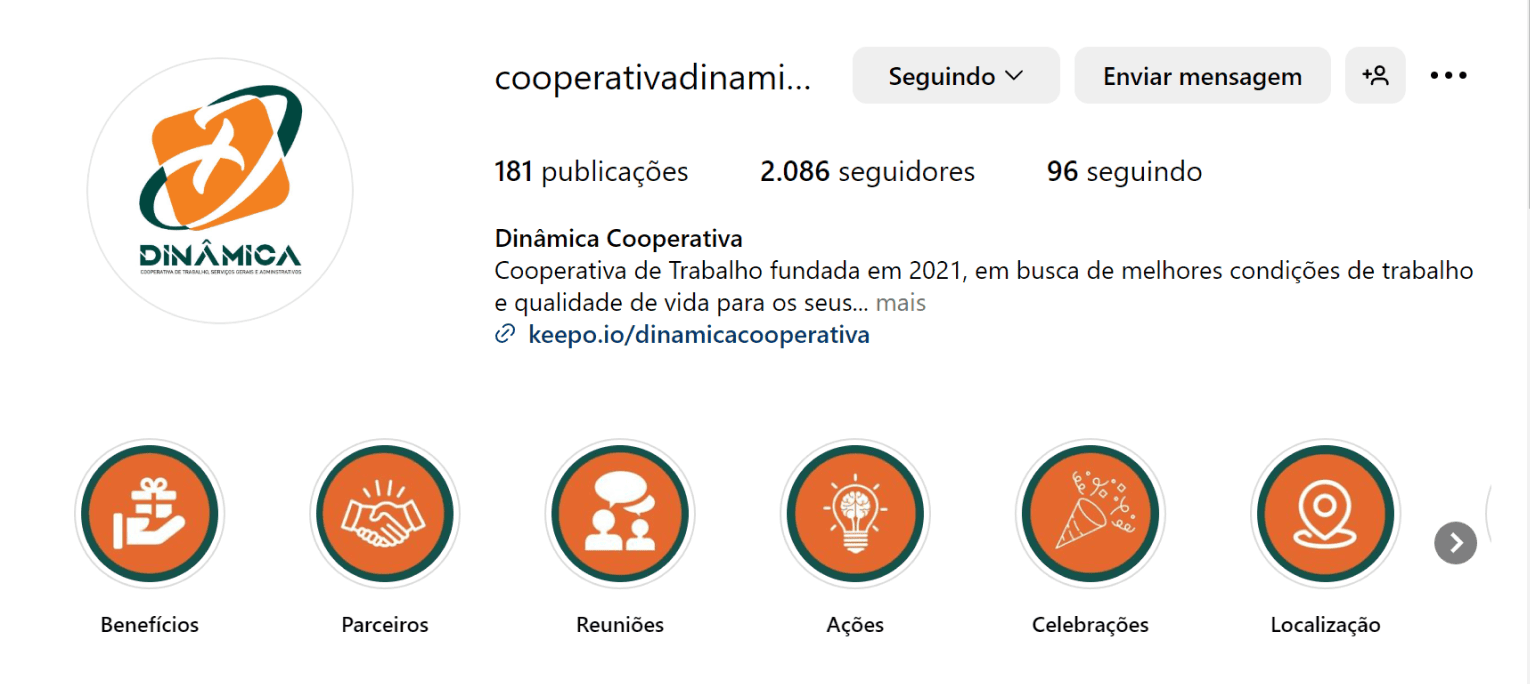 cooperativadinami...
Seguindo
Enviar mensagem
181 publicações
2.086 seguidores
96 seguindo
DINÂMICA
COOPERATIVA DE TRABALHO, SERVIÇOS GERAIS E ADMINISTRATIVOS
Dinâmica Cooperativa
Cooperativa de Trabalho fundada em 2021, em busca de melhores condições de trabalho
e qualidade de vida para os seus... mais
keepo.io/dinamicacooperativa
Benefícios
Parceiros
Reuniões
Ações
Celebrações
Localização